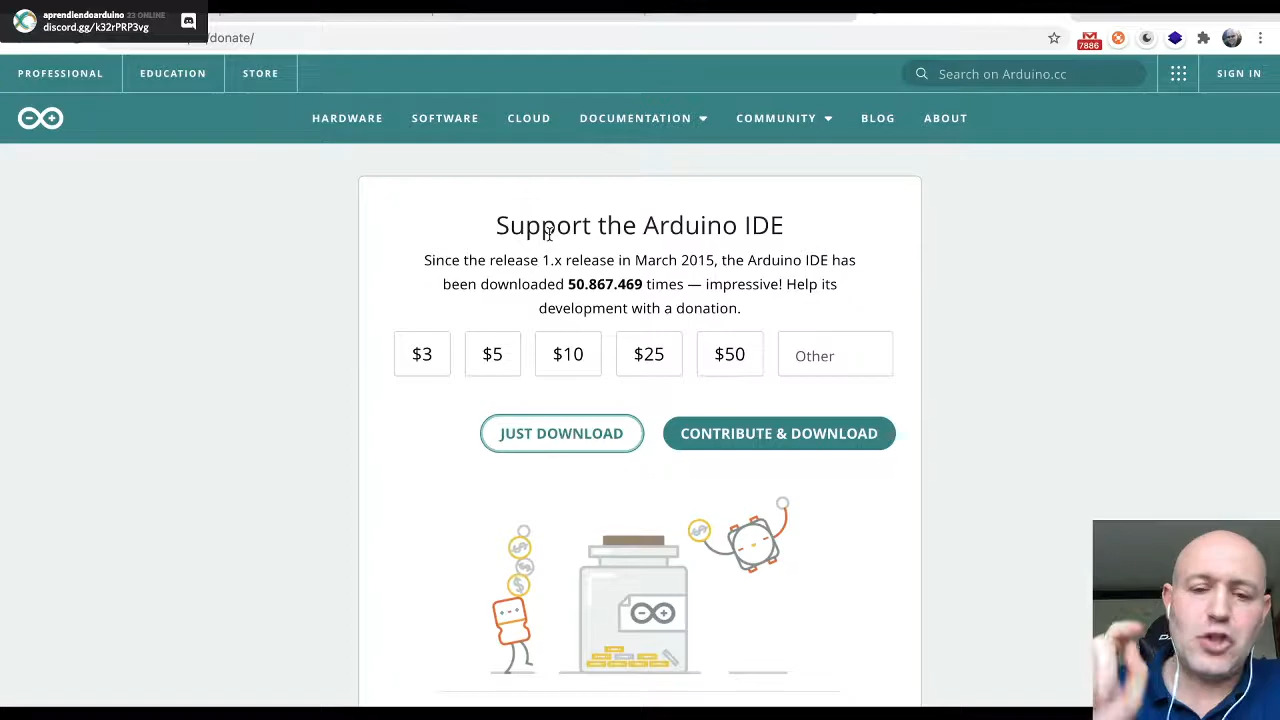 aprendiendoarduino 23 ONLINE
discord.gg/k32rPRP3vg
/donate/
7886
PROFESSIONAL
EDUCATION
STORE
Search on Arduino.cc
SIGN IN
HARDWARE
SOFTWARE
CLOUD
DOCUMENTATION
COMMUNITY
BLOG
ABOUT
Support the Arduino IDE
Since the release 1.x release in March 2015, the Arduino IDE has
been downloaded 50.867.469 times — impressive! Help its
development with a donation.
$3
$5
$10
$25
$50
Other
JUST DOWNLOAD
CONTRIBUTE & DOWNLOAD